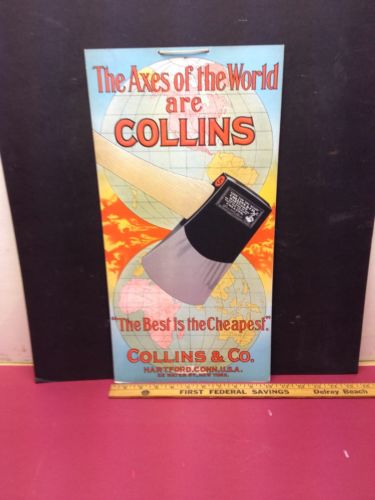 The Axes of the World
are
COLLINS
"The Best Is the Cheapest."
COLLINS & CO.
HARTFORD, CONN., U.S.A.
FIRST FEDERAL SAVINGS Delray Beach